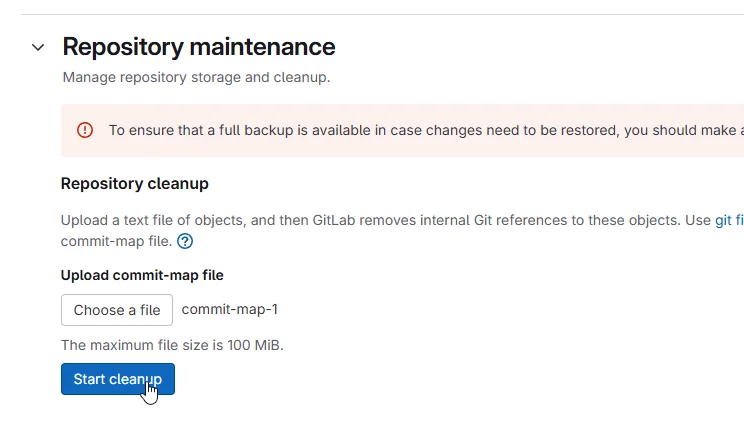 Repository maintenance
Manage repository storage and cleanup.
To ensure that a full backup is available in case changes need to be restored, you should make
Repository cleanup
Upload a text file of objects, and then GitLab removes internal Git references to these objects. Use git
commit-map file.
Upload commit-map file
Choose a file commit-map-1
The maximum file size is 100 MiB.
Start cleanup